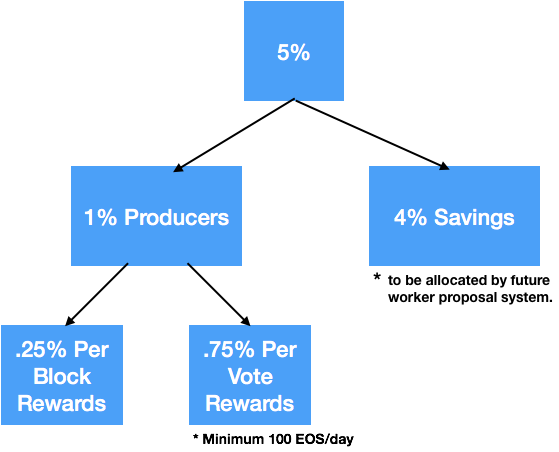 5%
1% Producers
4% Savings
* to be allocated by future
worker proposal system.
.25% Per
Block
Rewards
.75% Per
Vote
Rewards
* Minimum 100 EOS/day